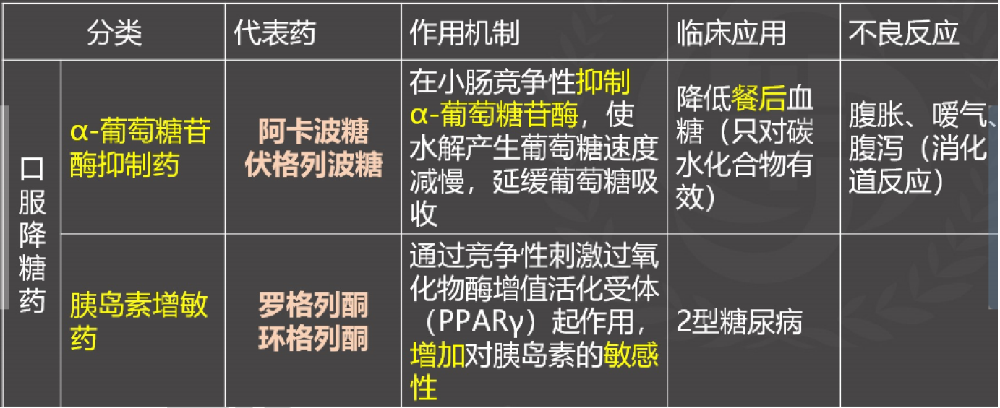 分类
代表药
作用机制
临床应用
不良反应
口
服
降
糖
药
α-葡萄糖苷
酶抑制药
阿卡波糖
伏格列波糖
在小肠竞争性抑制
α-葡萄糖苷酶，使
水解产生葡萄糖速度
减慢，延缓葡萄糖吸
收
降低餐后血
糖（只对碳
水化合物有
效）
腹胀、嗳气、
腹泻（消化
道反应）
胰岛素增敏
药
罗格列酮
环格列酮
通过竞争性刺激过氧
化物酶增值活化受体
（PPARγ）起作用，
增加对胰岛素的敏感
性
2型糖尿病